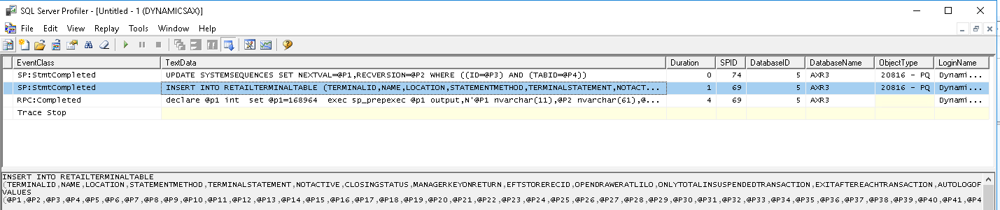 SQL Server Profiler - [Untitled - 1 (DYNAMICSAX)]
File Edit View Replay Tools Window Help
EventClass TextData Duration SPID DatabaseID DatabaseName ObjectType LoginName
SP:StmtCompleted UPDATE SYSTEMSEQUENCES SET NEXTVAL=@P1,RECVERSION=@P2 WHERE ((ID=@P3) AND (TABID=@P4)) 0 74 5 AXR3 20816 - PQ Dynami...
SP:StmtCompleted INSERT INTO RETAILTERMINALTABLE (TERMINALID,NAME,LOCATION,STATEMENTMETHOD,TERMINALSTATEMENT,NOTACT... 1 69 5 AXR3 20816 - PQ Dynami...
RPC:Completed declare @p1 int set @p1=168964 exec sp_prepexec @p1 output,N'@P1 nvarchar(11),@P2 nvarchar(61),@... 4 69 5 AXR3 Dynami...
Trace Stop
INSERT INTO RETAILTERMINALTABLE
(TERMINALID,NAME,LOCATION,STATEMENTMETHOD,TERMINALSTATEMENT,NOTACTIVE,CLOSINGSTATUS,MANAGERKEYONRETURN,EFTSTORERECID,OPENDRAWERATLILO,ONLYTOTALINSUSPENDEDTRANSACTION,EXITAFTEREACHTRANSACTION,AUTOLOGOF
VALUES
(@P1,@P2,@P3,@P4,@P5,@P6,@P7,@P8,@P9,@P10,@P11,@P12,@P13,@P14,@P15,@P16,@P17,@P18,@P19,@P20,@P21,@P22,@P23,@P24,@P25,@P26,@P27,@P28,@P29,@P30,@P31,@P32,@P33,@P34,@P35,@P36,@P37,@P38,@P39,@P40,@P41,@P4